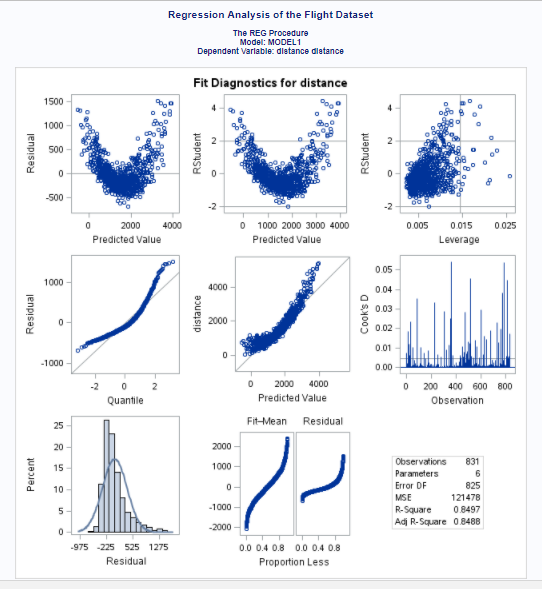 Regression Analysis of the Flight Dataset
The REG Procedure
Model: MODEL1
Dependent Variable: distance distance
Fit Diagnostics for distance
Residual
1500
1000
500
0
-500
0 1000 2000 3000 4000
Predicted Value
RStudent
4
2
0
-2
0 1000 2000 3000 4000
Predicted Value
RStudent
4
2
0
-2
0.005 0.015 0.025
Leverage
Residual
1000
0
-1000
-2 0 2
Quantile
distance
4000
2000
0
0 2000 4000
Predicted Value
Cook's D
0.05
0.04
0.03
0.02
0.01
0.00
0 200 400 600 800
Observation
Percent
25
20
15
10
5
0
-975 -225 525 1275
Residual
Fit–Mean Residual
2000
1000
0
-1000
-2000
0.0 0.4 0.8 0.0 0.4 0.8
Proportion Less
Observations 831
Parameters 6
Error DF 825
MSE 121478
R-Square 0.8497
Adj R-Square 0.8488